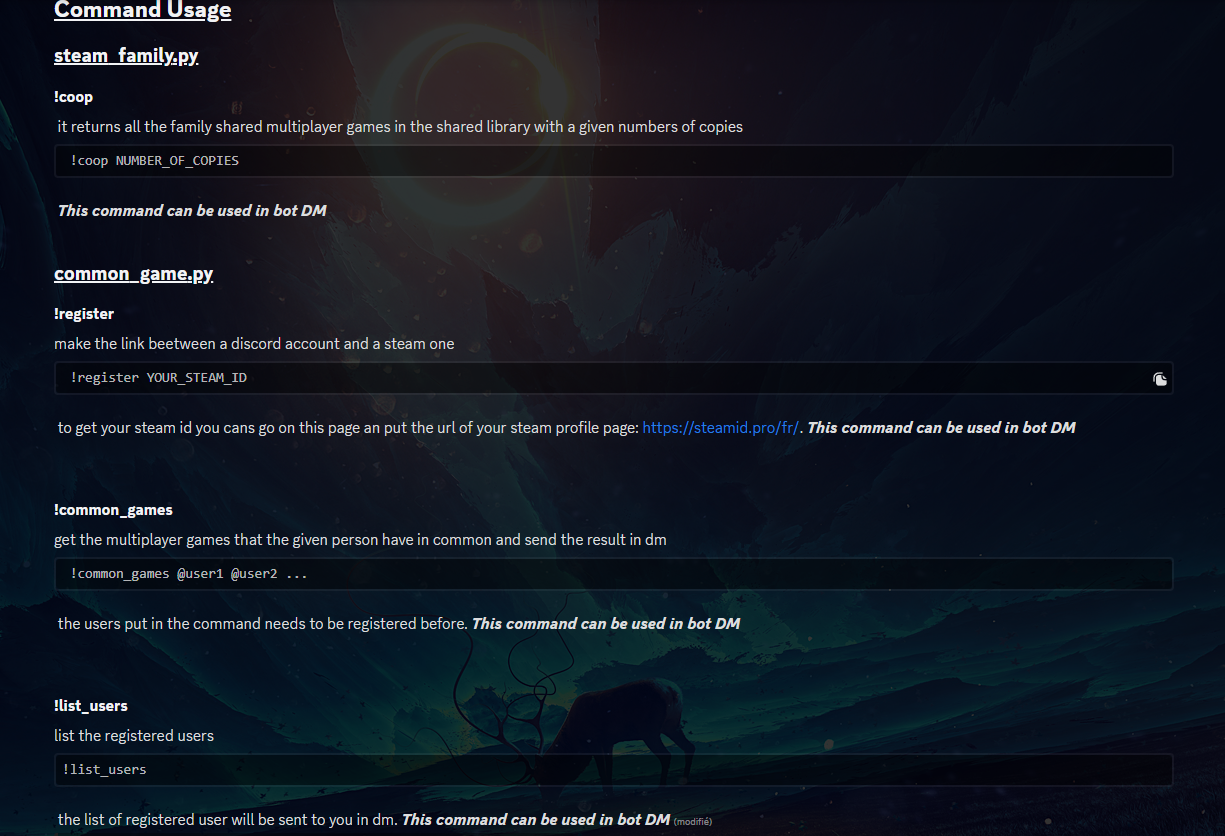 Command Usage
steam_family.py
!coop
it returns all the family shared multiplayer games in the shared library with a given numbers of copies
!coop NUMBER_OF_COPIES
This command can be used in bot DM
common_game.py
!register
make the link beetween a discord account and a steam one
!register YOUR_STEAM_ID
to get your steam id you cans go on this page an put the url of your steam profile page: https://steamid.pro/fr/. This command can be used in bot DM
!common_games
get the multiplayer games that the given person have in common and send the result in dm
!common_games @user1 @user2 ...
the users put in the command needs to be registered before. This command can be used in bot DM
!list_users
list the registered users
!list_users
the list of registered user will be sent to you in dm. This command can be used in bot DM (modifié)